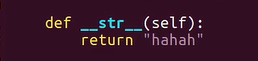 def __str__(self):
    return "hahah"